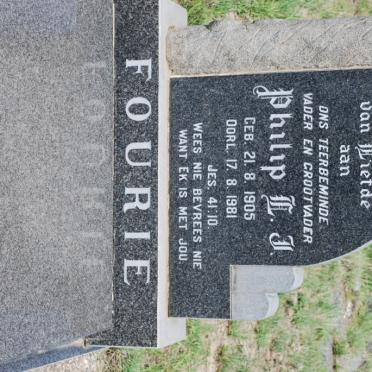 van Liefde
aan
ONS TEERBEMINDE
VADER EN GROOTVADER
Philip E. J.
GEB. 21. 8. 1905
OORL. 17. 8. 1981
JES. 41:10.
WEES NIE BEVREES NIE
WANT EK IS MET JOU.
FOURIE